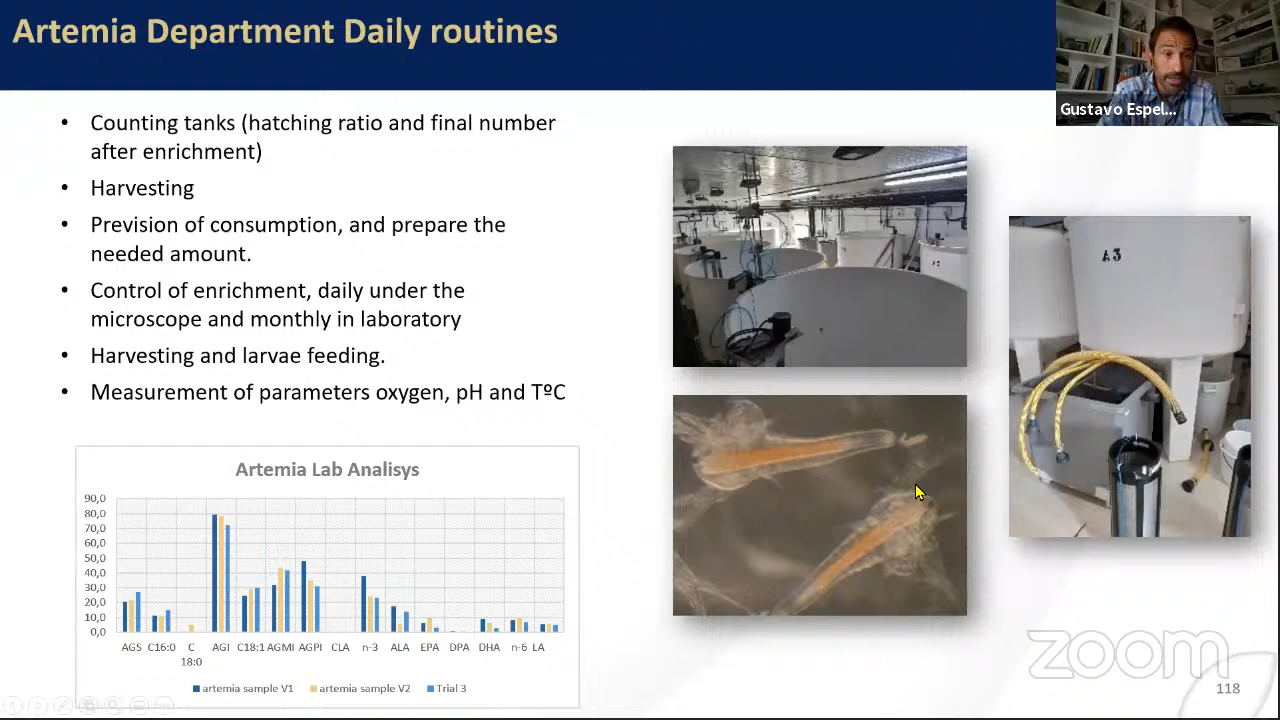 Artemia Department Daily routines
Gustavo Espel...
• Counting tanks (hatching ratio and final number
after enrichment)
• Harvesting
• Prevision of consumption, and prepare the
needed amount.
• Control of enrichment, daily under the
microscope and monthly in laboratory
• Harvesting and larvae feeding.
• Measurement of parameters oxygen, pH and TºC
A3
Artemia Lab Analisys
90,0
80,0
70,0
60,0
50,0
40,0
30,0
20,0
10,0
0,0
AGS C16:0 C 18:0 AGI C18:1 AGMI AGPI CLA n-3 ALA EPA DPA DHA n-6 LA
artemia sample V1 artemia sample V2 Trial 3
zoom
118